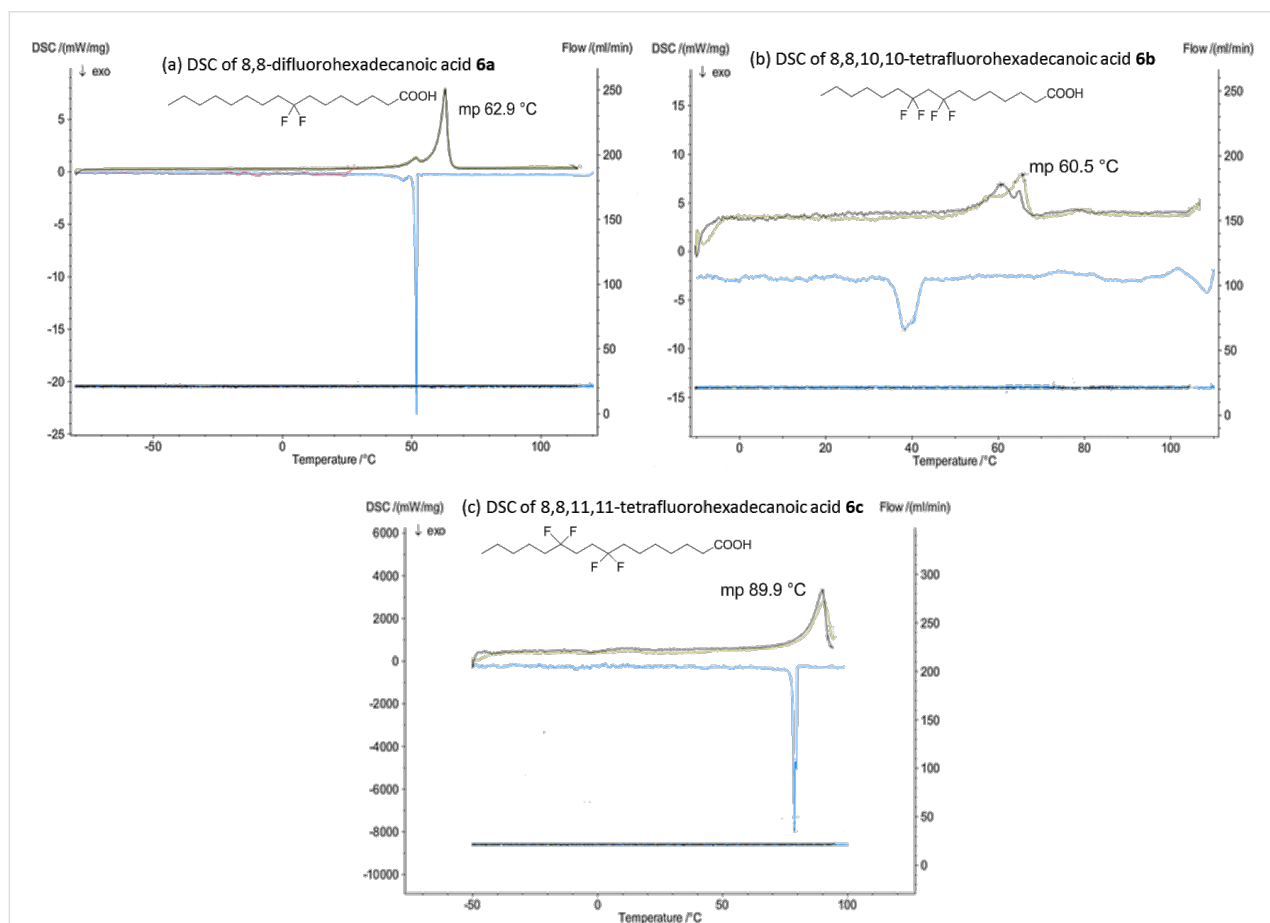 DSC /(mW/mg)
Flow /(ml/min)
↓ exo
(a) DSC of 8,8-difluorohexadecanoic acid 6a
COOH
F F
mp 62.9 °C
5
0
-5
-10
-15
-20
-25
250
200
150
100
50
0
-50 0 50 100
Temperature /°C
DSC /(mW/mg)
Flow /(ml/min)
↓ exo
(b) DSC of 8,8,10,10-tetrafluorohexadecanoic acid 6b
COOH
F F F F
mp 60.5 °C
15
10
5
0
-5
-10
-15
250
200
150
100
50
0
0 20 40 60 80 100
Temperature /°C
DSC /(mW/mg)
(c) DSC of 8,8,11,11-tetrafluorohexadecanoic acid 6c
Flow /(ml/min)
↓ exo
F F
COOH
F F
mp 89.9 °C
6000
4000
2000
0
-2000
-4000
-6000
-8000
-10000
300
250
200
150
100
50
0
-50 0 50 100
Temperature /°C